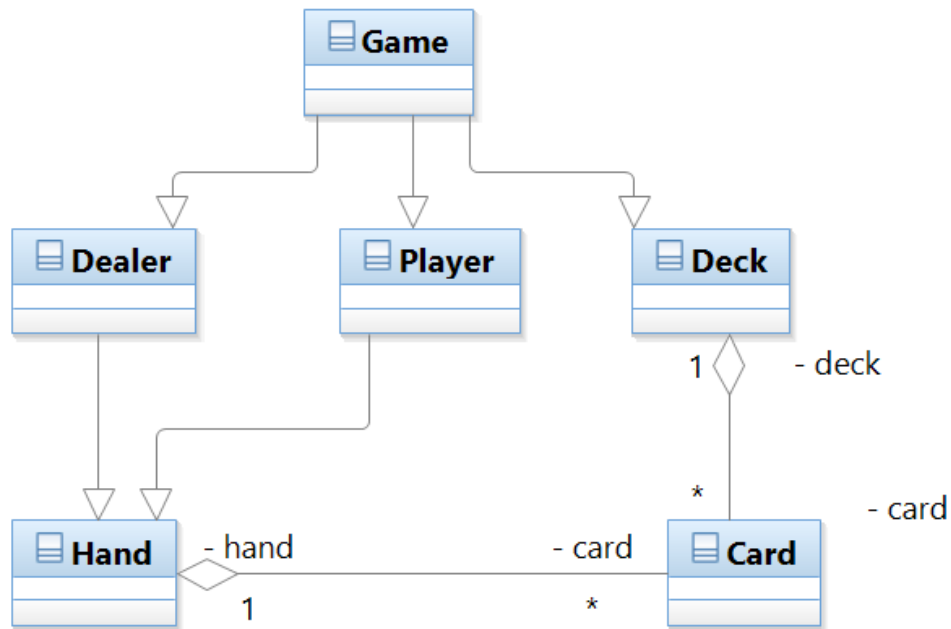 Game
Dealer
Player
Deck
1
- deck
*
- card
Hand
- hand
- card
Card
1
*